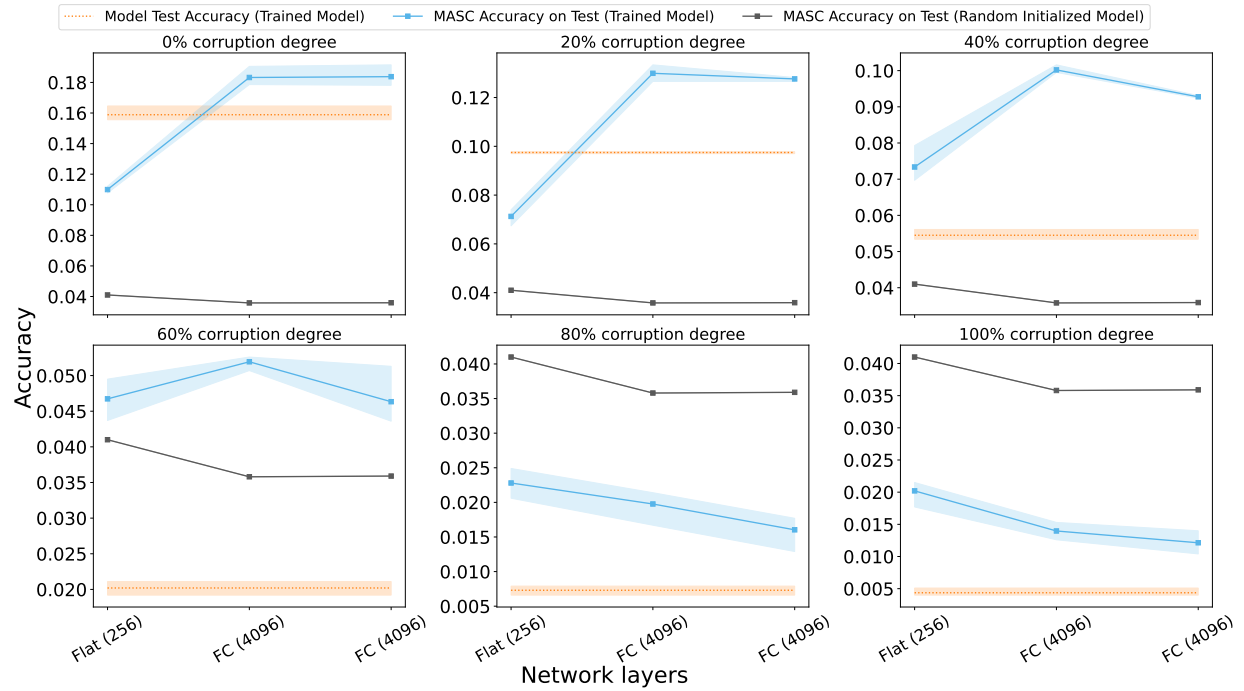 Model Test Accuracy (Trained Model) MASC Accuracy on Test (Trained Model) MASC Accuracy on Test (Random Initialized Model)
0% corruption degree
0.18
0.16
0.14
0.12
0.10
0.08
0.06
0.04
20% corruption degree
0.12
0.10
0.08
0.06
0.04
40% corruption degree
0.10
0.09
0.08
0.07
0.06
0.05
0.04
Accuracy
60% corruption degree
0.050
0.045
0.040
0.035
0.030
0.025
0.020
Flat (256)
FC (4096)
FC (4096)
80% corruption degree
0.040
0.035
0.030
0.025
0.020
0.015
0.010
0.005
Flat (256)
FC (4096)
FC (4096)
100% corruption degree
0.040
0.035
0.030
0.025
0.020
0.015
0.010
0.005
Flat (256)
FC (4096)
FC (4096)
Network layers